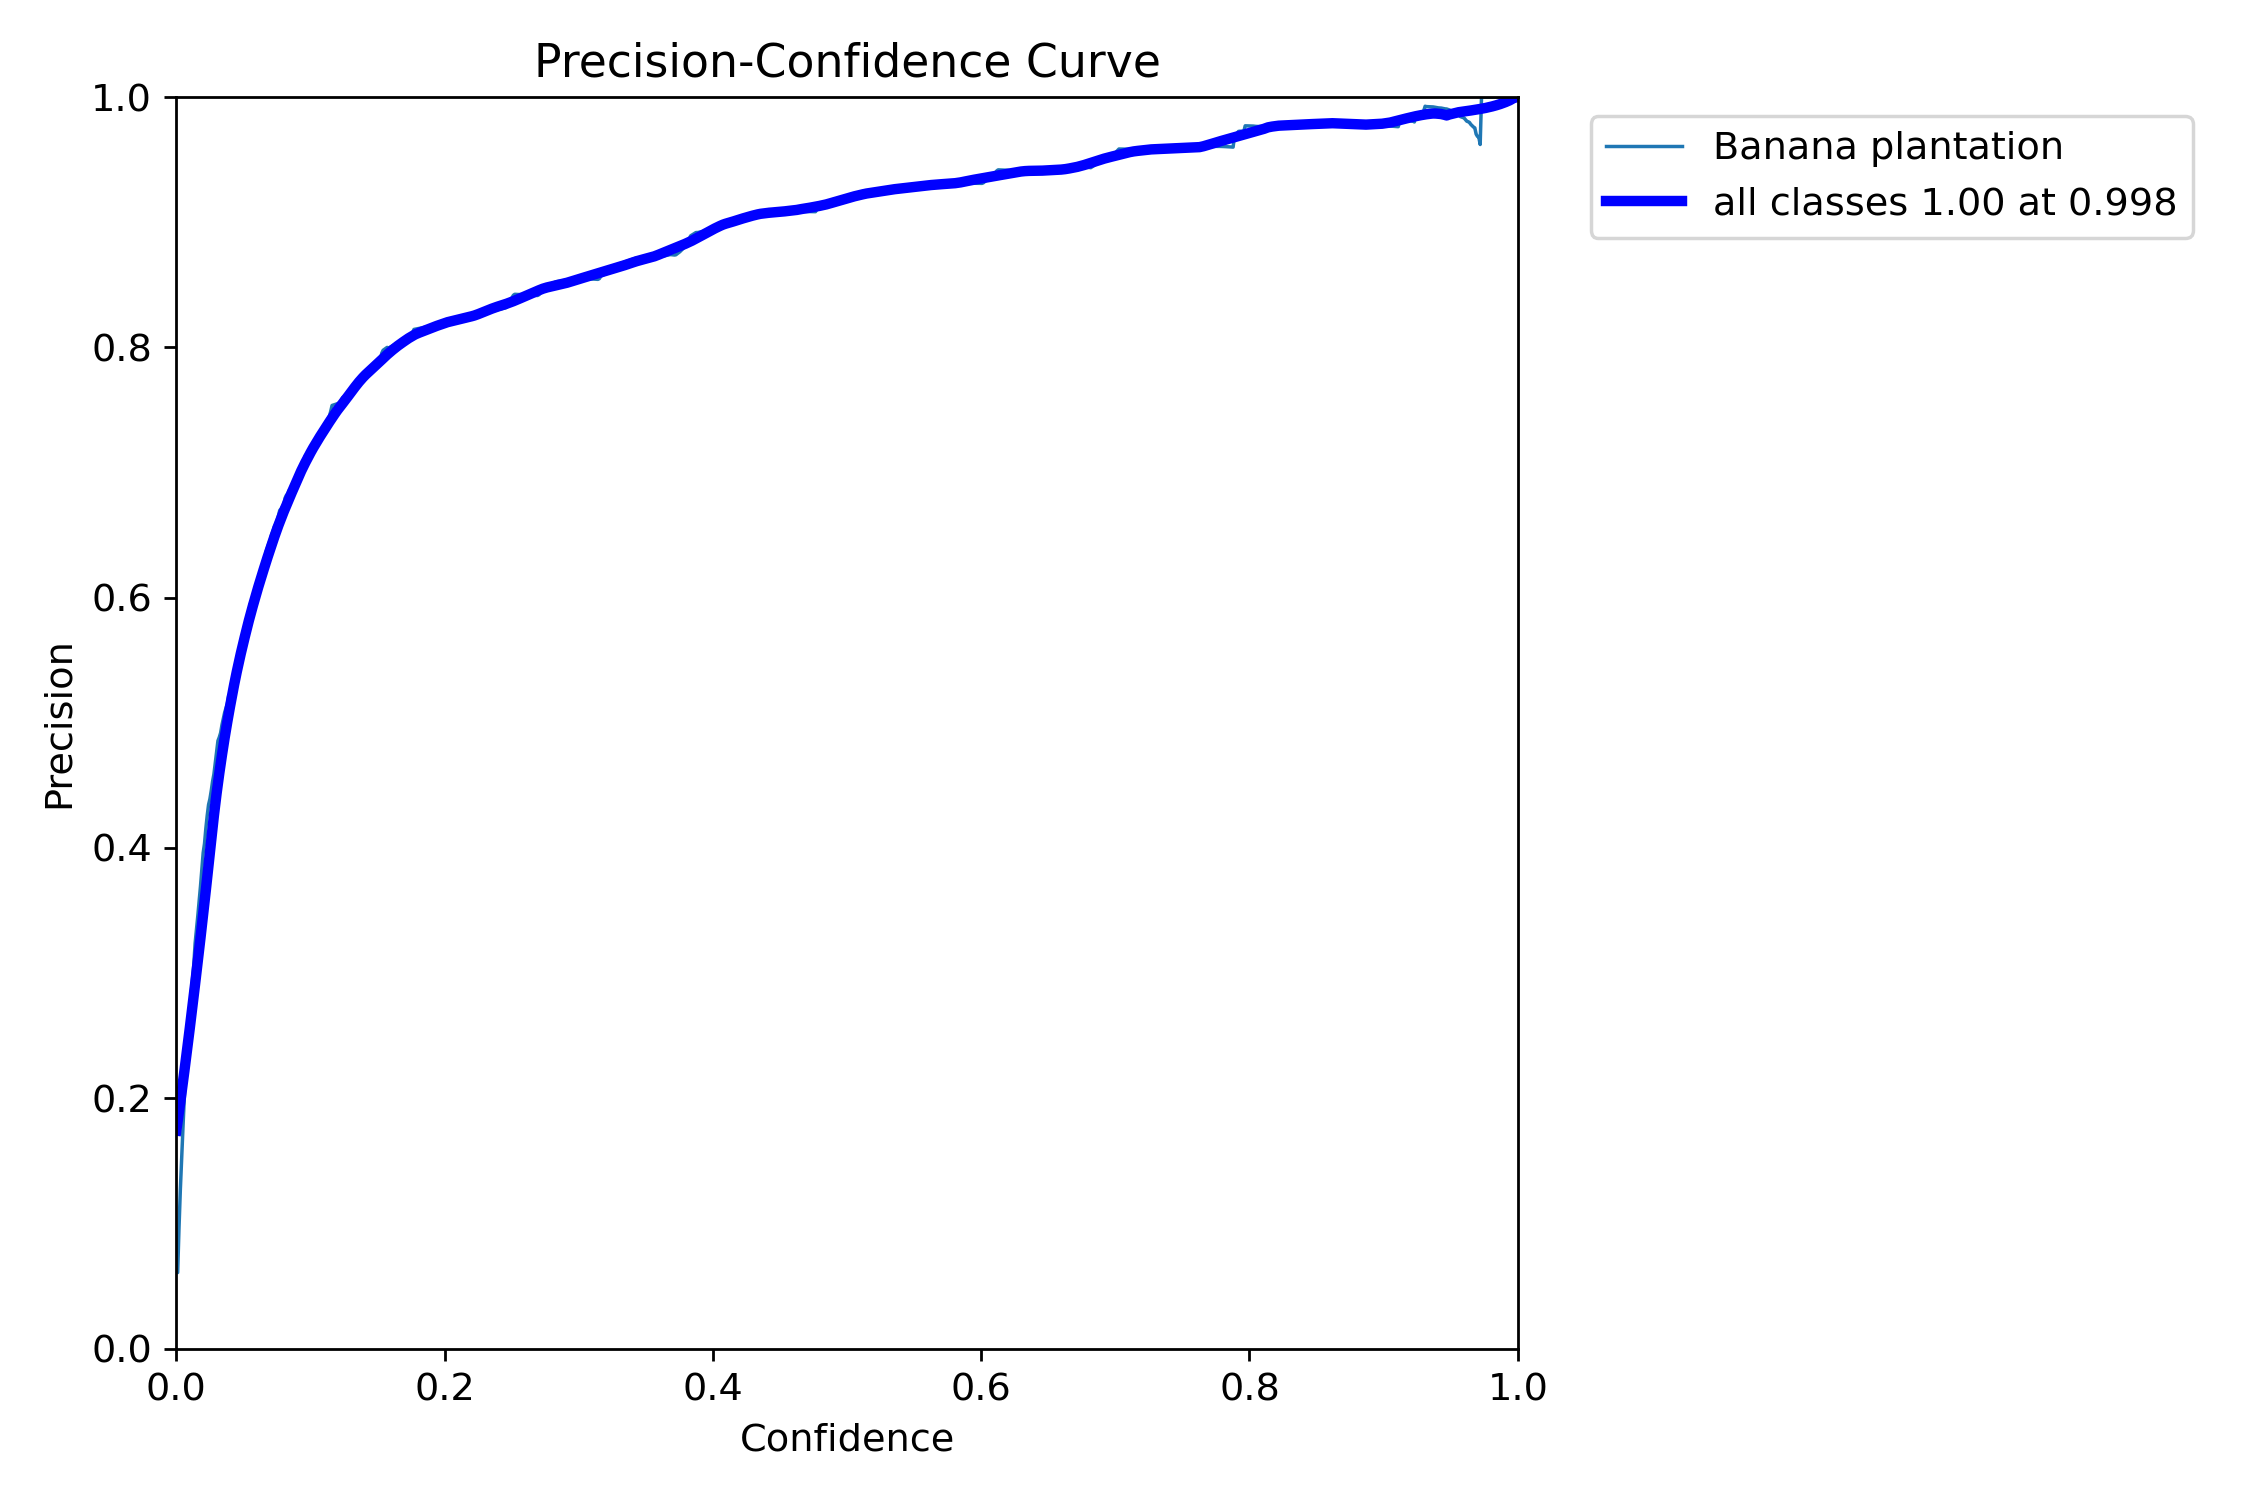 Precision-Confidence Curve
1.0
0.8
0.6
0.4
0.2
0.0
Precision
0.0 0.2 0.4 0.6 0.8 1.0
Confidence
Banana plantation
all classes 1.00 at 0.998